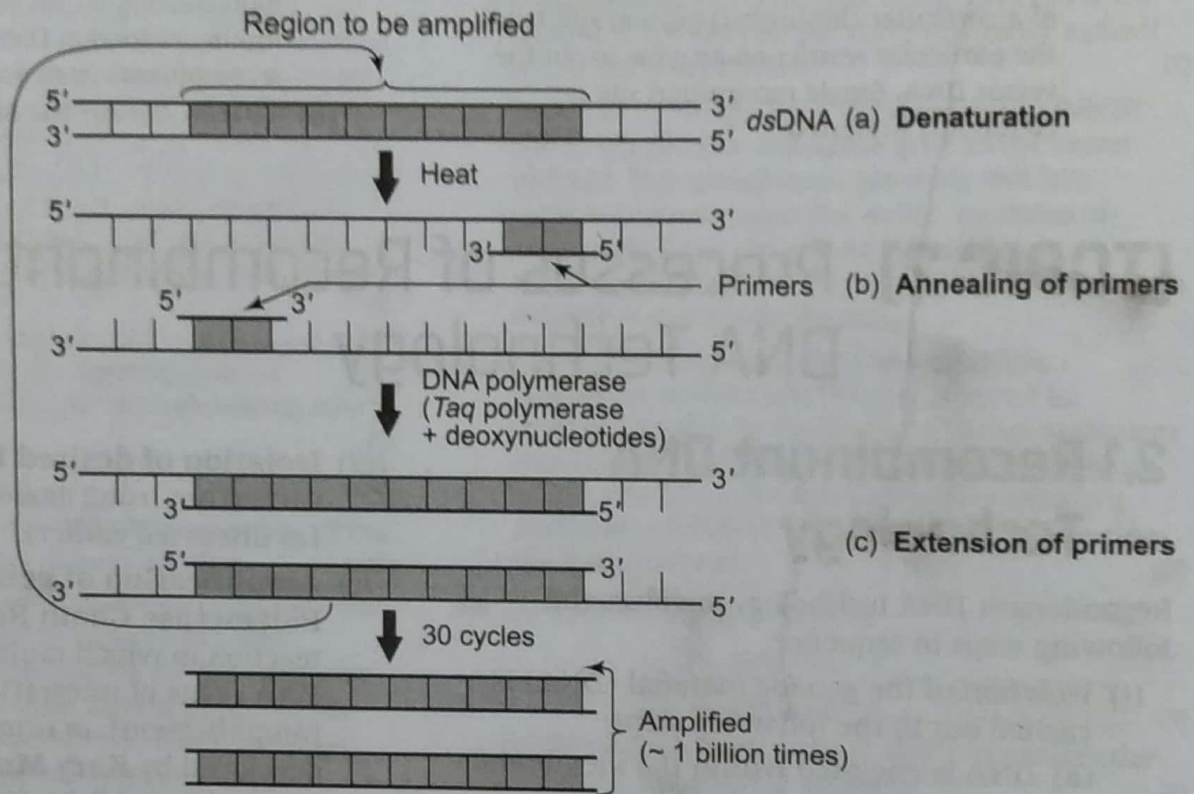 Region to be amplified
5' 3'
3' 5' dsDNA (a) Denaturation
Heat
5' 3'
3' 5'
Primers (b) Annealing of primers
5' 3'
3' 5'
DNA polymerase
(Taq polymerase
+ deoxynucleotides)
5' 3'
3' 5'
(c) Extension of primers
5' 3'
3' 5'
30 cycles
Amplified
(~ 1 billion times)